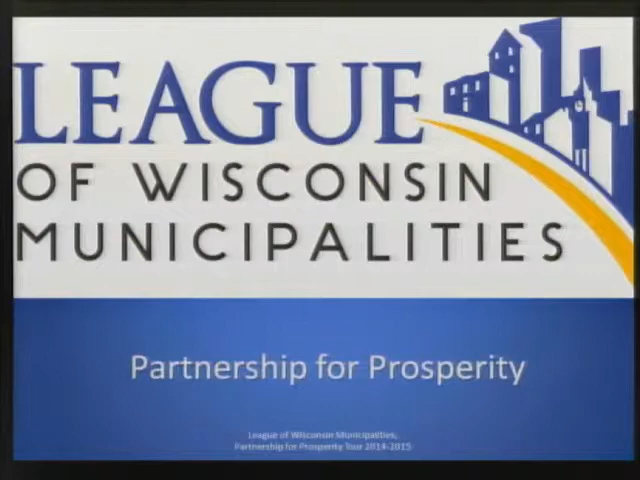 LEAGUE
OF WISCONSIN
MUNICIPALITIES
Partnership for Prosperity
League of Wisconsin Municipalities,
Partnership for Prosperity Tour 2014-2015